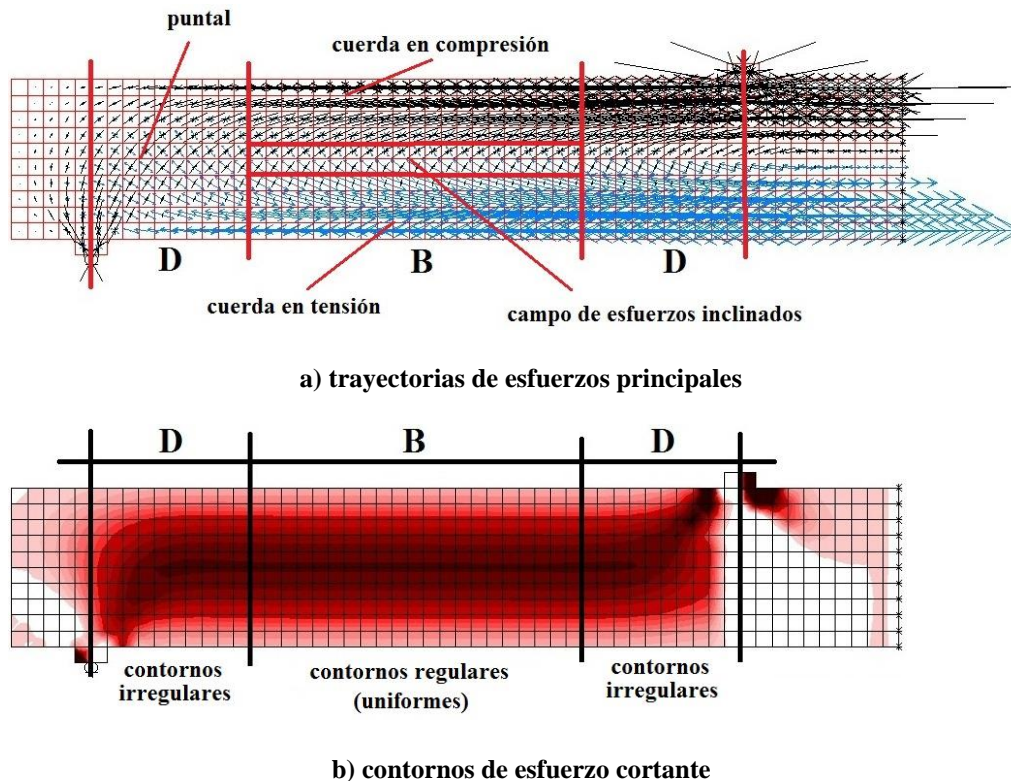 puntal
cuerda en compresión
D
B
D
cuerda en tensión
campo de esfuerzos inclinados
a) trayectorias de esfuerzos principales
D
B
D
contornos
irregulares
contornos regulares
(uniformes)
contornos
irregulares
b) contornos de esfuerzo cortante